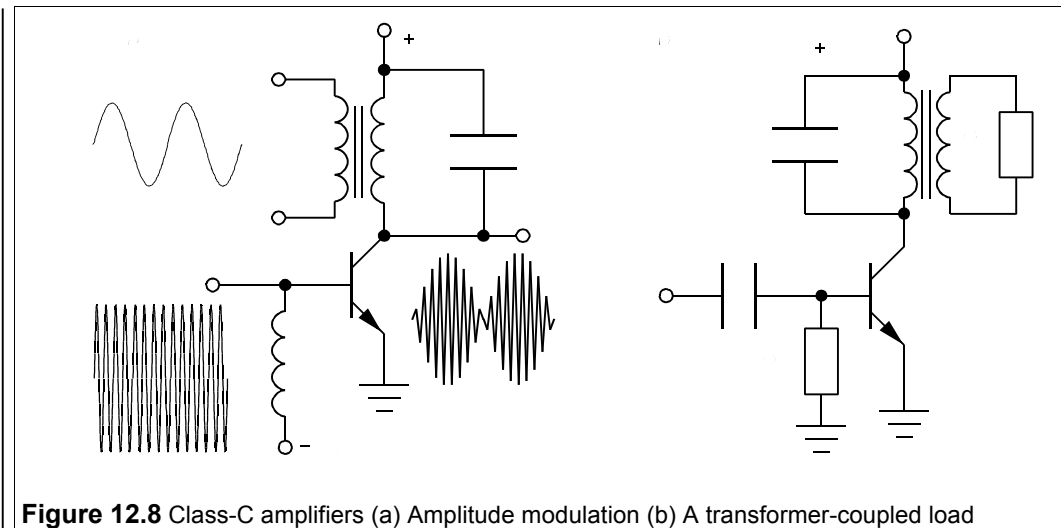 +
+
−
Figure 12.8 Class-C amplifiers (a) Amplitude modulation (b) A transformer-coupled load